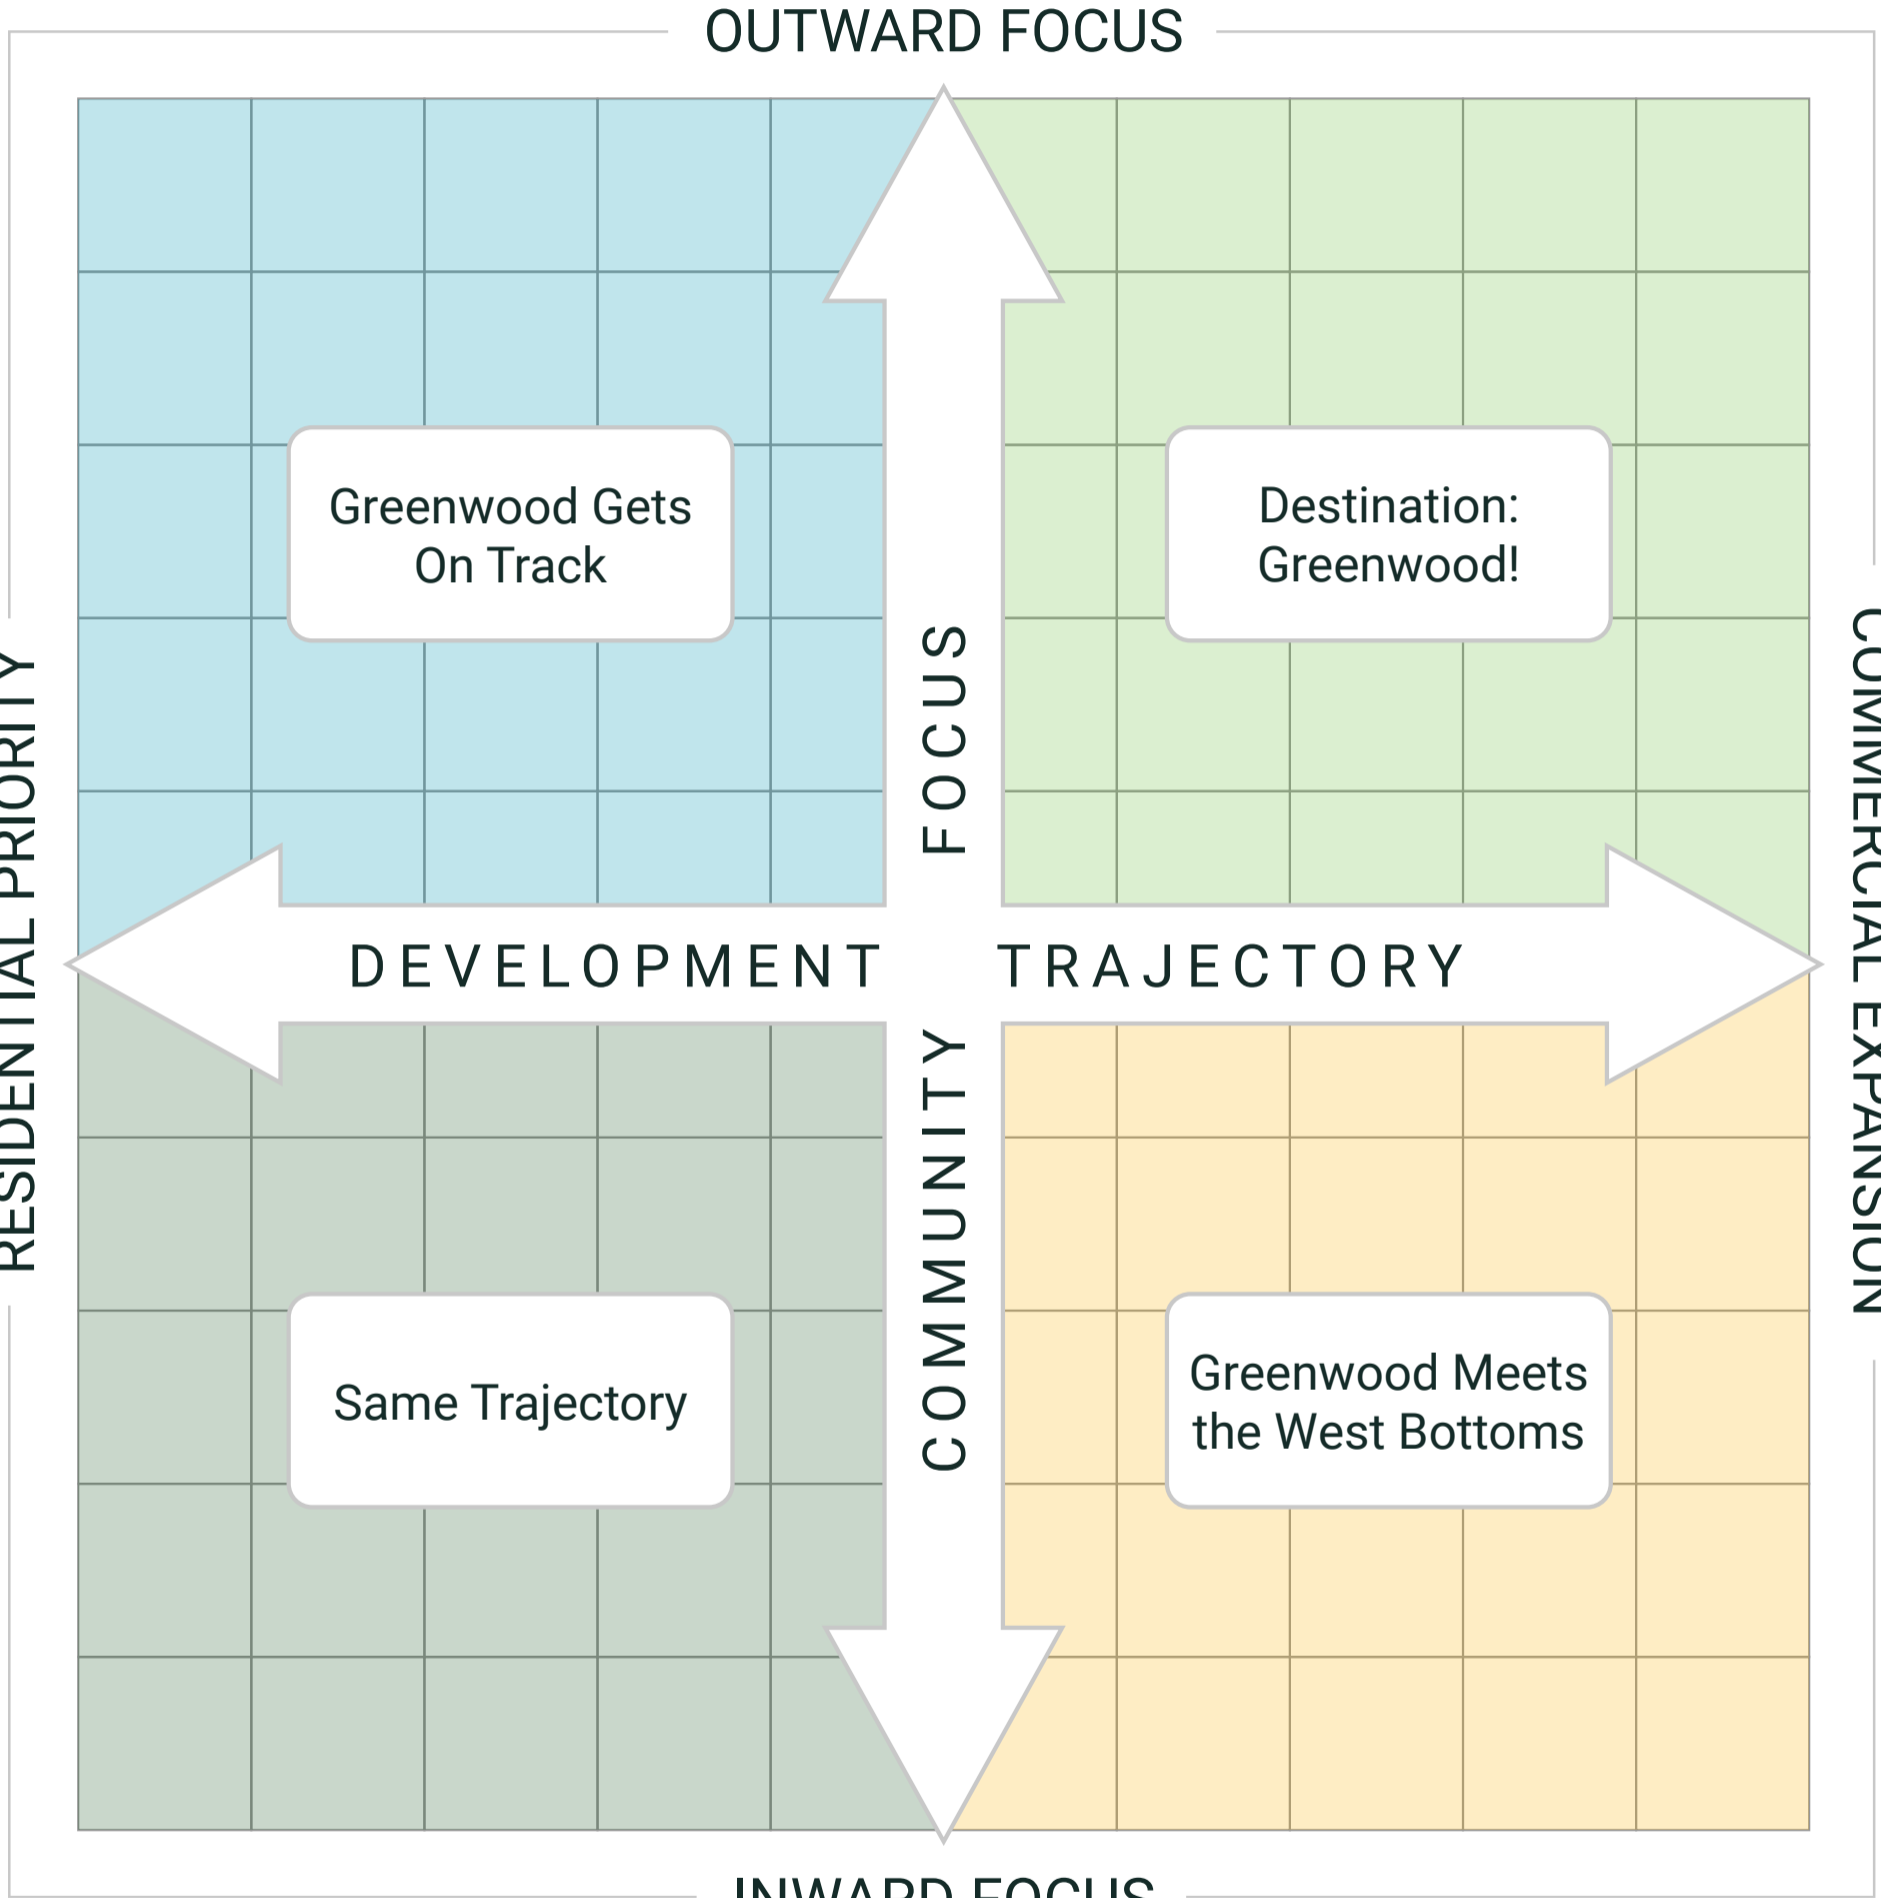 OUTWARD FOCUS
Greenwood Gets
On Track
Destination:
Greenwood!
RESIDENTIAL PRIORITY
COMMERCIAL EXPANSION
FOCUS
DEVELOPMENT TRAJECTORY
COMMUNITY
Same Trajectory
Greenwood Meets
the West Bottoms
INWARD FOCUS